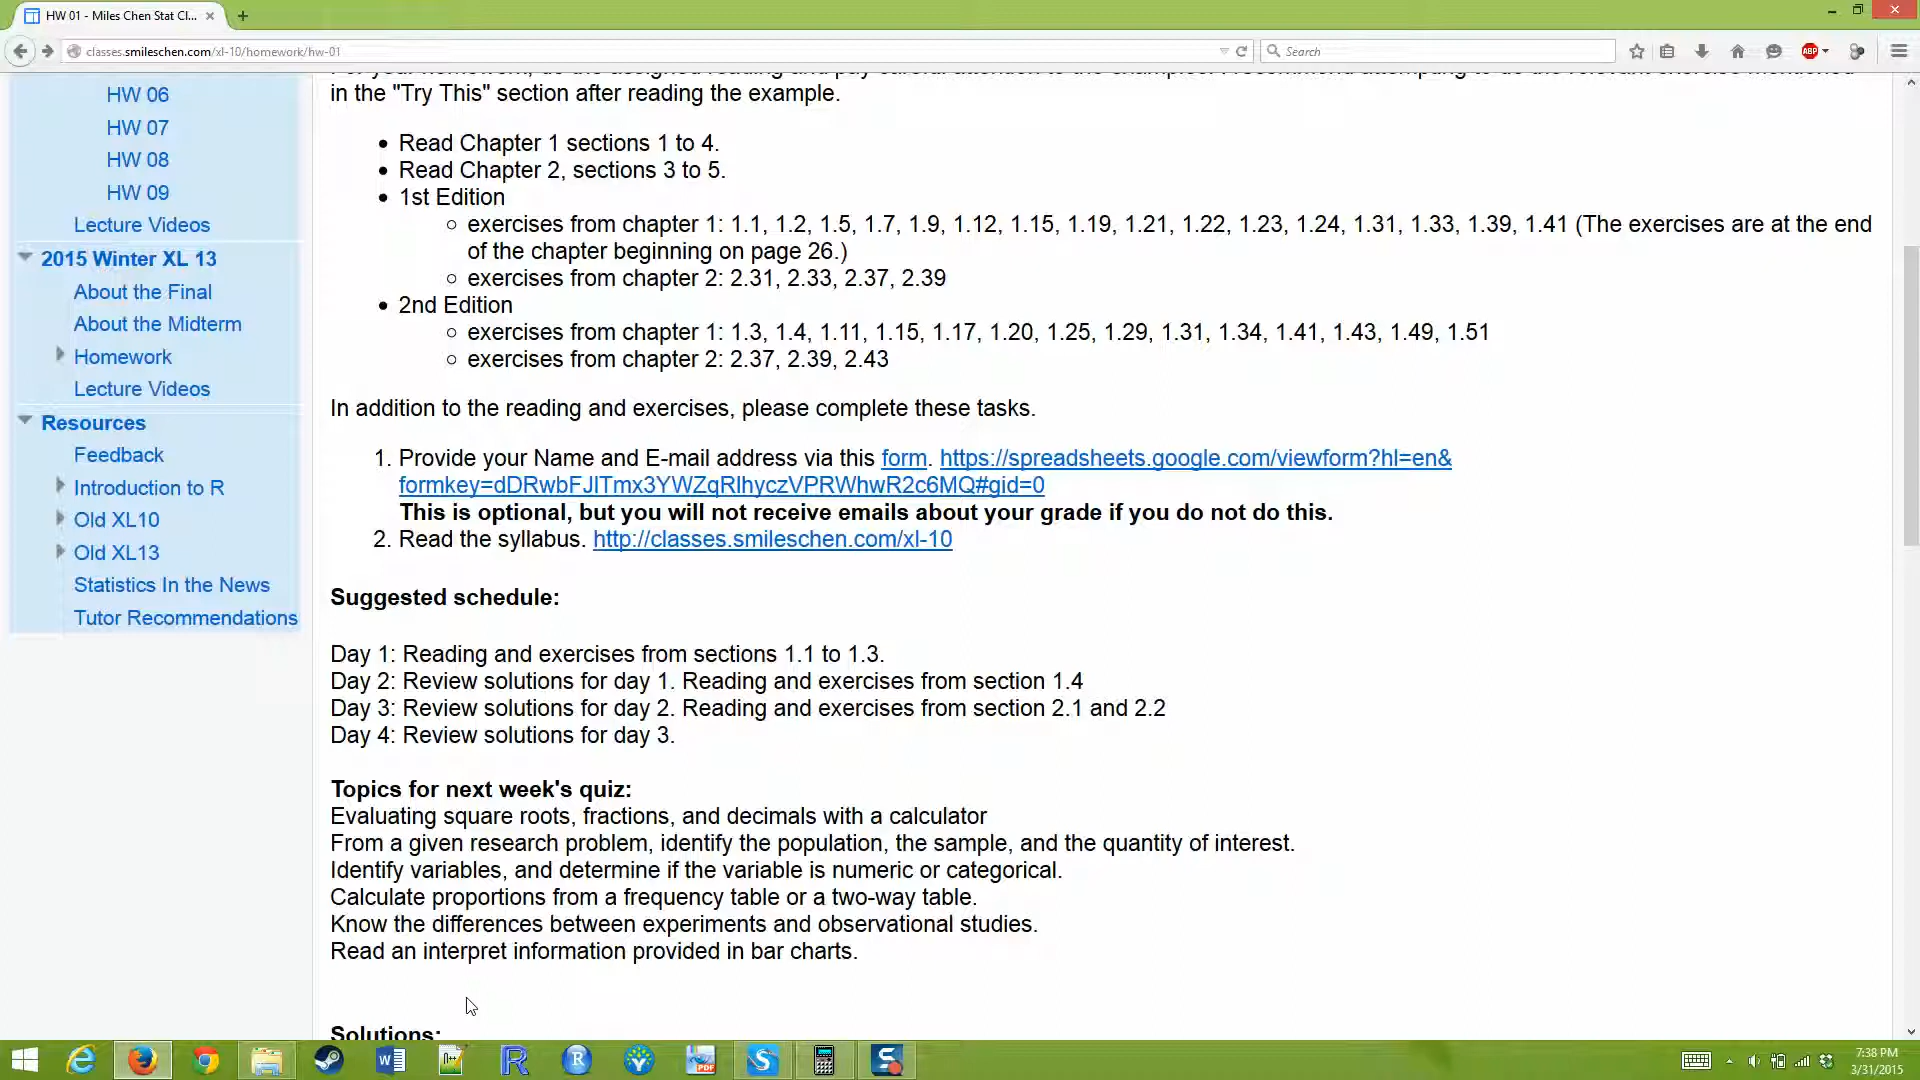 HW 01 - Miles Chen Stat Cl...
classes.smileschen.com/xl-10/homework/hw-01
Search
ABP
HW 06
HW 07
HW 08
HW 09
Lecture Videos
2015 Winter XL 13
About the Final
About the Midterm
Homework
Lecture Videos
Resources
Feedback
Introduction to R
Old XL10
Old XL13
Statistics In the News
Tutor Recommendations
in the "Try This" section after reading the example.
Read Chapter 1 sections 1 to 4.
Read Chapter 2, sections 3 to 5.
1st Edition
exercises from chapter 1: 1.1, 1.2, 1.5, 1.7, 1.9, 1.12, 1.15, 1.19, 1.21, 1.22, 1.23, 1.24, 1.31, 1.33, 1.39, 1.41 (The exercises are at the end
of the chapter beginning on page 26.)
exercises from chapter 2: 2.31, 2.33, 2.37, 2.39
2nd Edition
exercises from chapter 1: 1.3, 1.4, 1.11, 1.15, 1.17, 1.20, 1.25, 1.29, 1.31, 1.34, 1.41, 1.43, 1.49, 1.51
exercises from chapter 2: 2.37, 2.39, 2.43
In addition to the reading and exercises, please complete these tasks.
1. Provide your Name and E-mail address via this form. https://spreadsheets.google.com/viewform?hl=en&
formkey=dDRwbFJlTmx3YWZqRlhyczVPRWhwR2c6MQ#gid=0
This is optional, but you will not receive emails about your grade if you do not do this.
2. Read the syllabus. http://classes.smileschen.com/xl-10
Suggested schedule:
Day 1: Reading and exercises from sections 1.1 to 1.3.
Day 2: Review solutions for day 1. Reading and exercises from section 1.4
Day 3: Review solutions for day 2. Reading and exercises from section 2.1 and 2.2
Day 4: Review solutions for day 3.
Topics for next week's quiz:
Evaluating square roots, fractions, and decimals with a calculator
From a given research problem, identify the population, the sample, and the quantity of interest.
Identify variables, and determine if the variable is numeric or categorical.
Calculate proportions from a frequency table or a two-way table.
Know the differences between experiments and observational studies.
Read an interpret information provided in bar charts.
Solutions:
7:38 PM
3/31/2015